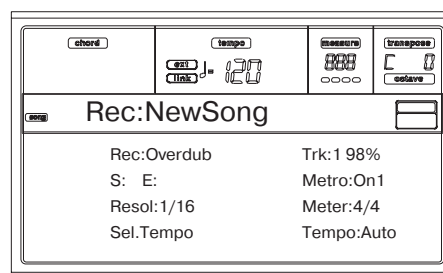 chord tempo measure transpose
ext
link
♩= 120 888 C 0
octave
song Rec:NewSong
Rec:Overdub Trk:1 98%
S: E: Metro:On1
Resol:1/16 Meter:4/4
Sel.Tempo Tempo:Auto